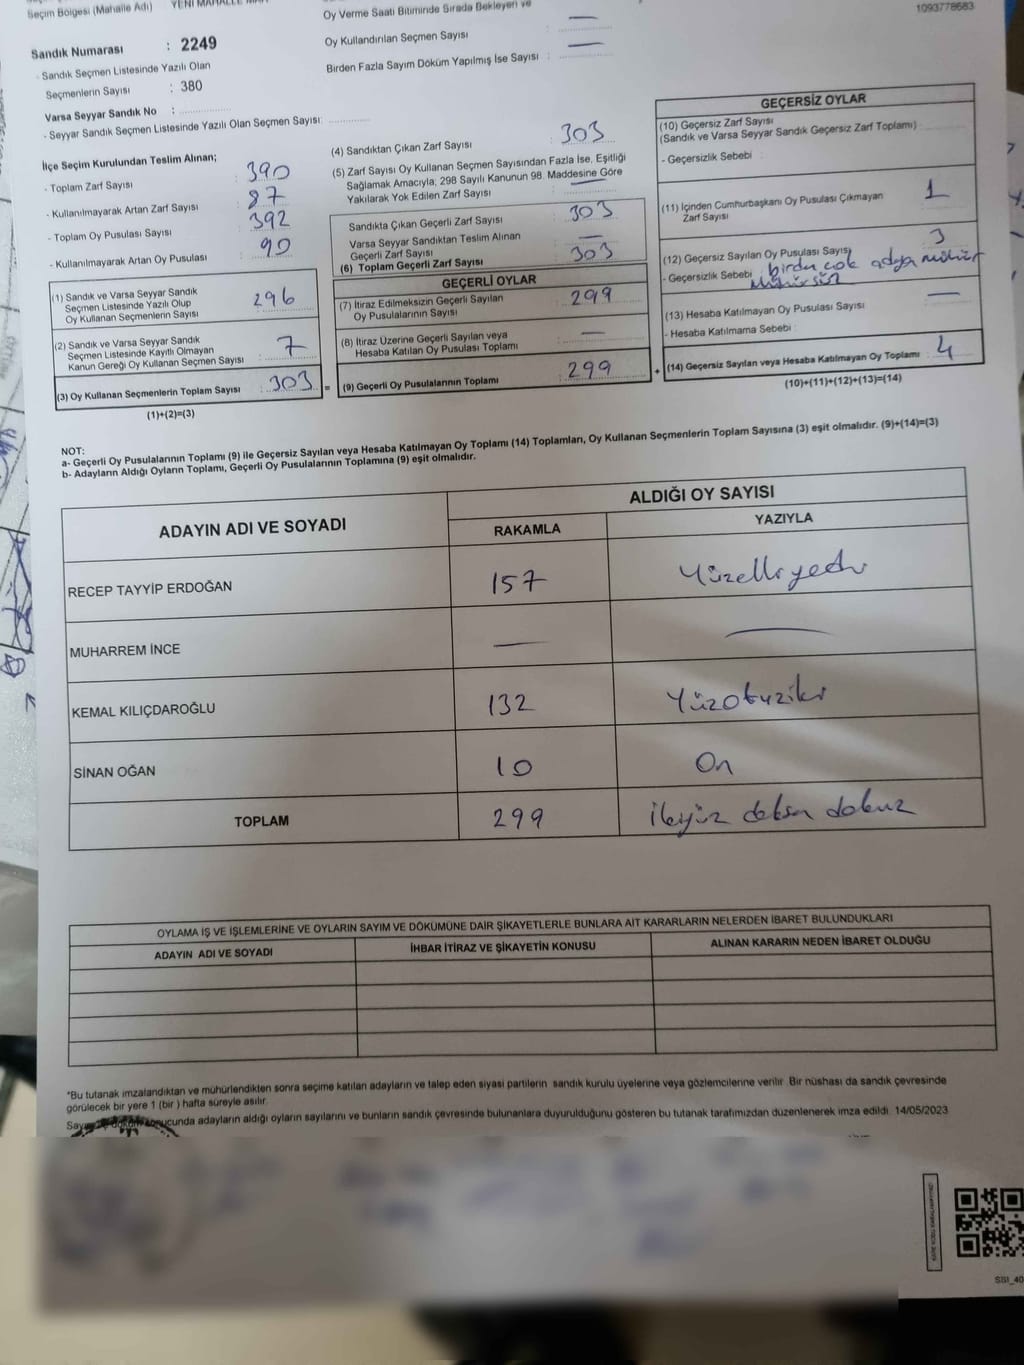 Seçim Bölgesi (Mahalle Adı) YENİ MAHALLE
Sandık Numarası : 2249
- Sandık Seçmen Listesinde Yazılı Olan
Seçmenlerin Sayısı : 380
Varsa Seyyar Sandık No :
- Seyyar Sandık Seçmen Listesinde Yazılı Olan Seçmen Sayısı:
Oy Verme Saati Bitiminde Sırada Bekleyen ve
Oy Kullandırılan Seçmen Sayısı : —
Birden Fazla Sayım Döküm Yapılmış İse Sayısı : —
1093778683
İlçe Seçim Kurulundan Teslim Alınan;
- Toplam Zarf Sayısı : 390
- Kullanılmayarak Artan Zarf Sayısı : 87
- Toplam Oy Pusulası Sayısı : 392
- Kullanılmayarak Artan Oy Pusulası : 90
(1) Sandık ve Varsa Seyyar Sandık
Seçmen Listesinde Yazılı Olup
Oy Kullanan Seçmenlerin Sayısı : 296
(2) Sandık ve Varsa Seyyar Sandık
Seçmen Listesinde Kayıtlı Olmayan
Kanun Gereği Oy Kullanan Seçmen Sayısı : 7
(3) Oy Kullanan Seçmenlerin Toplam Sayısı : 303
(1)+(2)=(3)
(4) Sandıktan Çıkan Zarf Sayısı : 303
(5) Zarf Sayısı Oy Kullanan Seçmen Sayısından Fazla İse, Eşitliği
Sağlamak Amacıyla; 298 Sayılı Kanunun 98. Maddesine Göre
Yakılarak Yok Edilen Zarf Sayısı : —
Sandıkta Çıkan Geçerli Zarf Sayısı : 303
Varsa Seyyar Sandıktan Teslim Alınan
Geçerli Zarf Sayısı : —
(6) Toplam Geçerli Zarf Sayısı : 303
GEÇERLİ OYLAR
(7) İtiraz Edilmeksizin Geçerli Sayılan
Oy Pusulalarının Sayısı : 299
(8) İtiraz Üzerine Geçerli Sayılan veya
Hesaba Katılan Oy Pusulası Toplamı : —
= (9) Geçerli Oy Pusulalarının Toplamı : 299
GEÇERSİZ OYLAR
(10) Geçersiz Zarf Sayısı
(Sandık ve Varsa Seyyar Sandık Geçersiz Zarf Toplamı) :
- Geçersizlik Sebebi :
(11) İçinden Cumhurbaşkanı Oy Pusulası Çıkmayan
Zarf Sayısı : 1
(12) Geçersiz Sayılan Oy Pusulası Sayısı : 3
- Geçersizlik Sebebi : birden çok adaya mühür
Mühürsüz
(13) Hesaba Katılmayan Oy Pusulası Sayısı : —
- Hesaba Katılmama Sebebi :
+ (14) Geçersiz Sayılan veya Hesaba Katılmayan Oy Toplamı : 4
(10)+(11)+(12)+(13)=(14)
NOT:
a- Geçerli Oy Pusulalarının Toplamı (9) ile Geçersiz Sayılan veya Hesaba Katılmayan Oy Toplamı (14) Toplamları, Oy Kullanan Seçmenlerin Toplam Sayısına (3) eşit olmalıdır. (9)+(14)=(3)
b- Adayların Aldığı Oyların Toplamı, Geçerli Oy Pusulalarının Toplamına (9) eşit olmalıdır.
ADAYIN ADI VE SOYADI
ALDIĞI OY SAYISI
RAKAMLA YAZIYLA
RECEP TAYYİP ERDOĞAN 157 Yüzelliyedi
MUHARREM İNCE — —
KEMAL KILIÇDAROĞLU 132 Yüzotuziki
SİNAN OĞAN 10 On
TOPLAM 299 İkiyüz doksan dokuz
OYLAMA İŞ VE İŞLEMLERİNE VE OYLARIN SAYIM VE DÖKÜMÜNE DAİR ŞİKAYETLERLE BUNLARA AİT KARARLARIN NELERDEN İBARET BULUNDUKLARI
ADAYIN ADI VE SOYADI İHBAR İTİRAZ VE ŞİKAYETİN KONUSU ALINAN KARARIN NEDEN İBARET OLDUĞU
*Bu tutanak imzalandıktan ve mühürlendikten sonra seçime katılan adayların ve talep eden siyasi partilerin sandık kurulu üyelerine veya gözlemcilerine verilir. Bir nüshası da sandık çevresinde
görülecek bir yere 1 (bir) hafta süreyle asılır.
sonucunda adayların aldığı oyların sayılarını ve bunların sandık çevresinde bulunanlara duyurulduğunu gösteren bu tutanak tarafımızdan düzenlenerek imza edildi. 14/05/2023
SBI_40